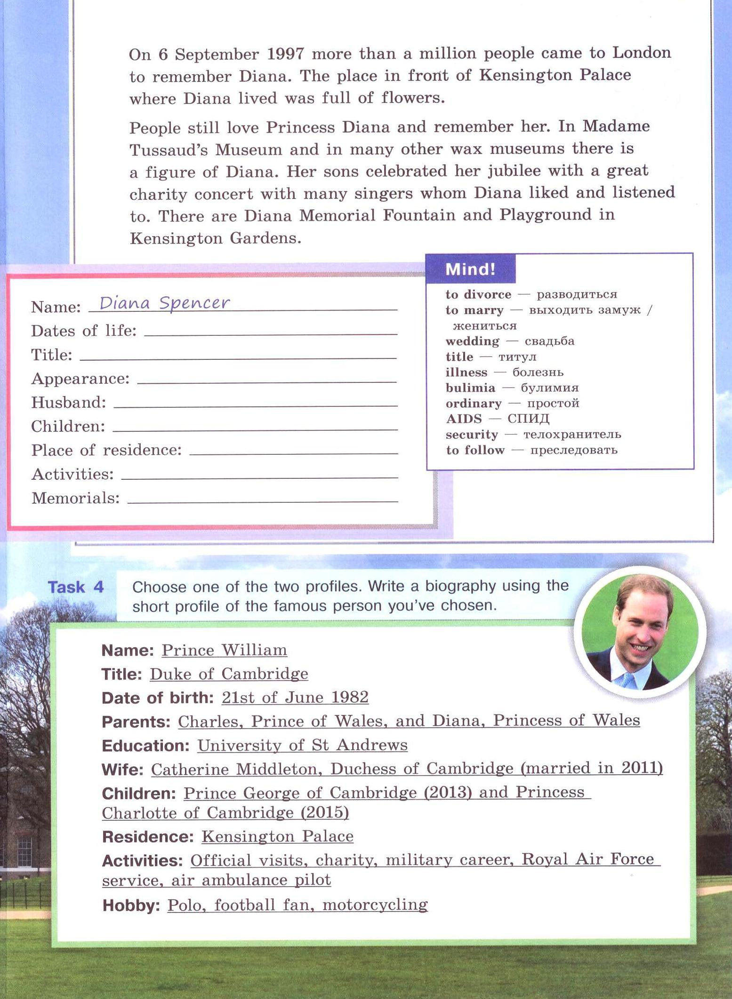 On 6 September 1997 more than a million people came to London
to remember Diana. The place in front of Kensington Palace
where Diana lived was full of flowers.
People still love Princess Diana and remember her. In Madame
Tussaud's Museum and in many other wax museums there is
a figure of Diana. Her sons celebrated her jubilee with a great
charity concert with many singers whom Diana liked and listened
to. There are Diana Memorial Fountain and Playground in
Kensington Gardens.
Name: Diana Spencer
Dates of life:
Title:
Appearance:
Husband:
Children:
Place of residence:
Activities:
Memorials:
Mind!
to divorce — разводиться
to marry — выходить замуж /
жениться
wedding — свадьба
title — титул
illness — болезнь
bulimia — булимия
ordinary — простой
AIDS — СПИД
security — телохранитель
to follow — преследовать
Task 4
Choose one of the two profiles. Write a biography using the
short profile of the famous person you've chosen.
Name: Prince William
Title: Duke of Cambridge
Date of birth: 21st of June 1982
Parents: Charles, Prince of Wales, and Diana, Princess of Wales
Education: University of St Andrews
Wife: Catherine Middleton, Duchess of Cambridge (married in 2011)
Children: Prince George of Cambridge (2013) and Princess
Charlotte of Cambridge (2015)
Residence: Kensington Palace
Activities: Official visits, charity, military career, Royal Air Force
service, air ambulance pilot
Hobby: Polo, football fan, motorcycling